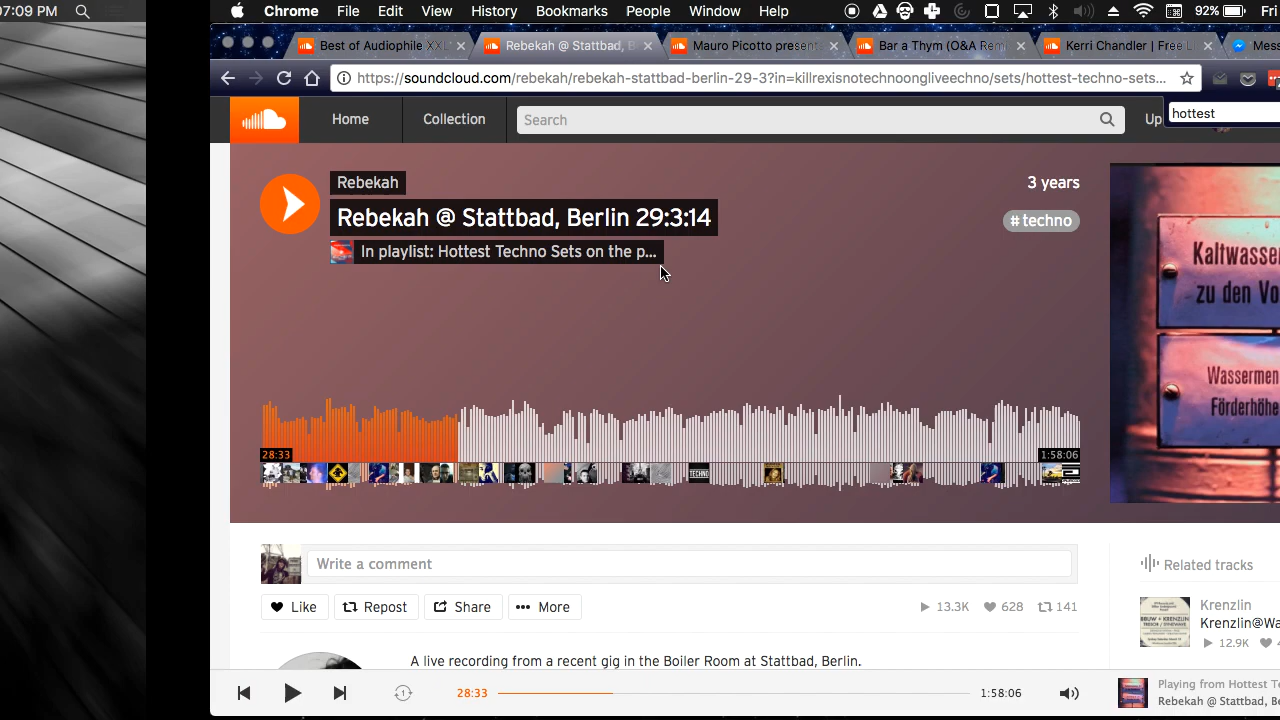 07:09 PM
Chrome File Edit View History Bookmarks People Window Help 92% Fri
Best of Audiophile XXL
Rebekah @ Stattbad, B
Mauro Picotto present
Bar a Thym
Kerri Chandler | Free L
Mess
https://soundcloud.com/rebekah/rebekah-stattbad-berlin-29-3?in=killrexisnotechnoongliveechno/sets/hottest-techno-sets...
Home Collection Search Up
hottest
Rebekah
3 years
Rebekah @ Stattbad, Berlin 29:3:14
# techno
In playlist: Hottest Techno Sets on the p...
Kaltwasser
zu den Vo
Wassermen
Förderhöhe
28:33
1:58:06
TECHNO
Write a comment
Related tracks
Like Repost Share More 13.3K 628 141
Krenzlin
Krenzlin@Wa
12.9K
A live recording from a recent gig in the Boiler Room at Stattbad, Berlin.
1
28:33
1:58:06
Playing from Hottest Te
Rebekah @ Stattbad, Be